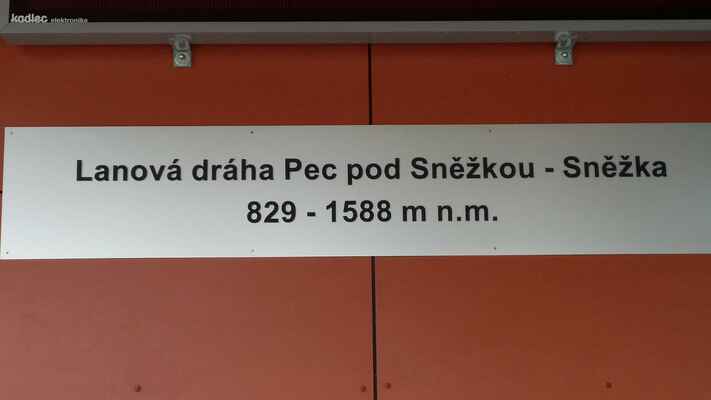 kadlec elektronika
Lanová dráha Pec pod Sněžkou - Sněžka
829 - 1588 m n.m.